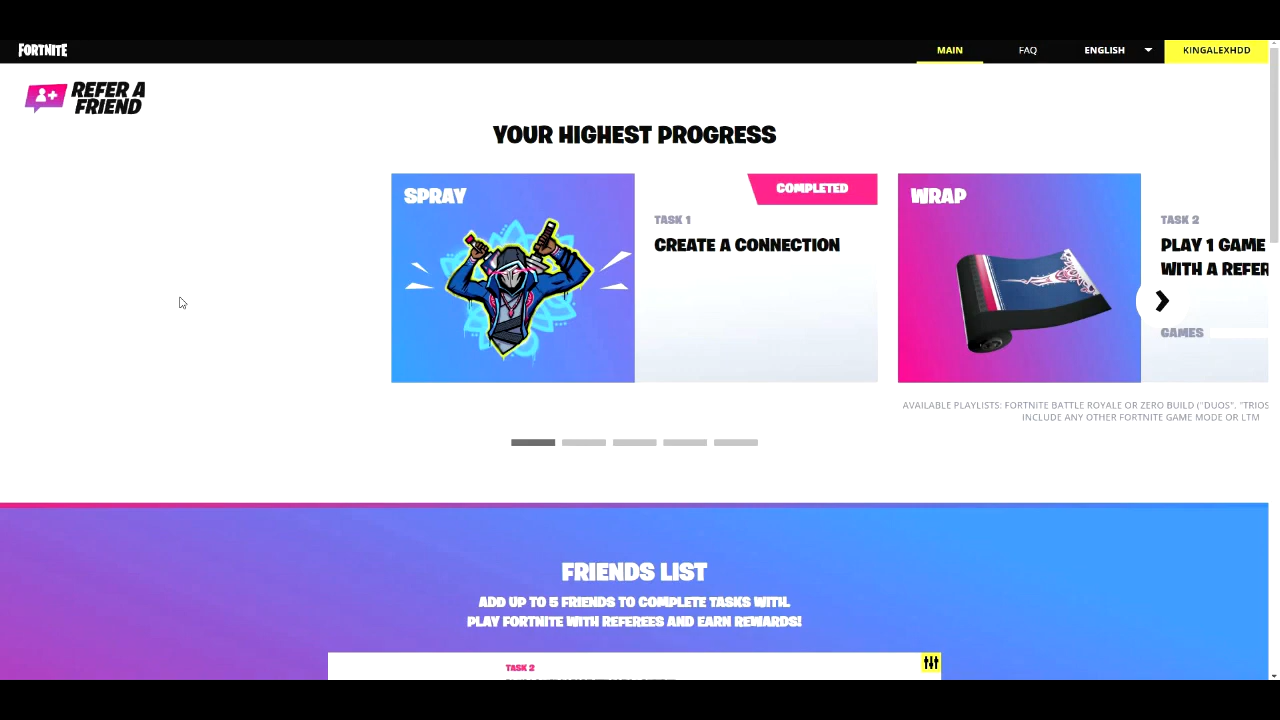 FORTNITE
MAIN
FAQ
ENGLISH
KINGALEXHDD
REFER A
FRIEND
YOUR HIGHEST PROGRESS
SPRAY
COMPLETED
TASK 1
CREATE A CONNECTION
WRAP
TASK 2
PLAY 1 GAME
WITH A REFER
GAMES
AVAILABLE PLAYLISTS: FORTNITE BATTLE ROYALE OR ZERO BUILD ("DUOS", "TRIOS
INCLUDE ANY OTHER FORTNITE GAME MODE OR LTM
FRIENDS LIST
ADD UP TO 5 FRIENDS TO COMPLETE TASKS WITH.
PLAY FORTNITE WITH REFEREES AND EARN REWARDS!
TASK 2